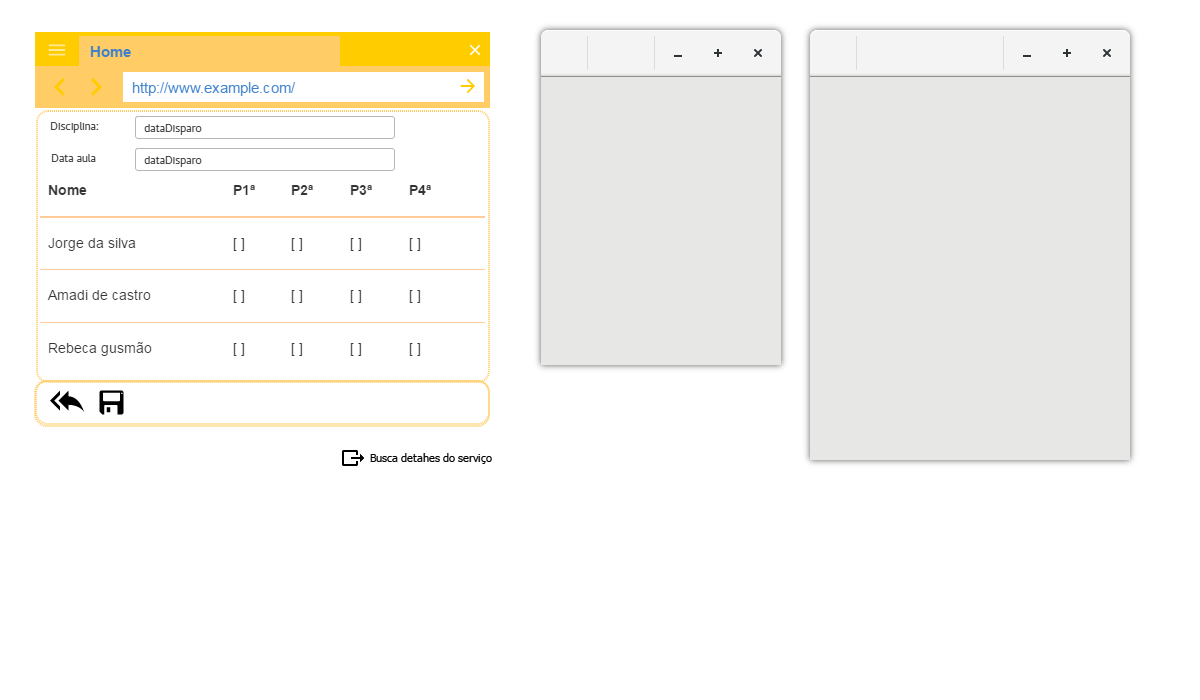 Home
http://www.example.com/
Disciplina: dataDisparo
Data aula dataDIsparo
Nome P1ª P2ª P3ª P4ª
Jorge da silva [ ] [ ] [ ] [ ]
Amadi de castro [ ] [ ] [ ] [ ]
Rebeca gusmão [ ] [ ] [ ] [ ]
Busca detahes do serviço